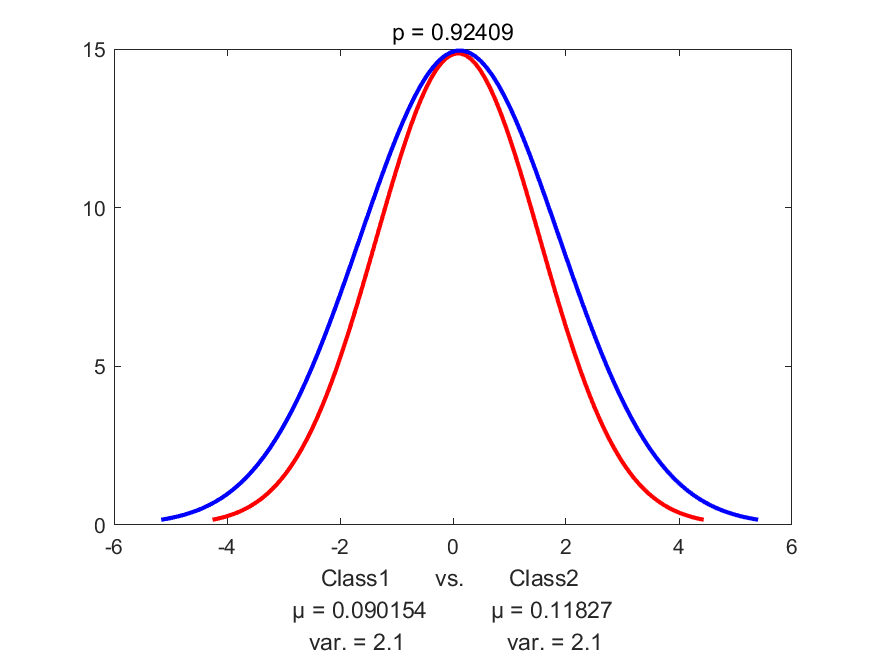 p = 0.92409
15
10
5
0
-6 -4 -2 0 2 4 6
Class1 vs. Class2
μ = 0.090154 μ = 0.11827
var. = 2.1 var. = 2.1